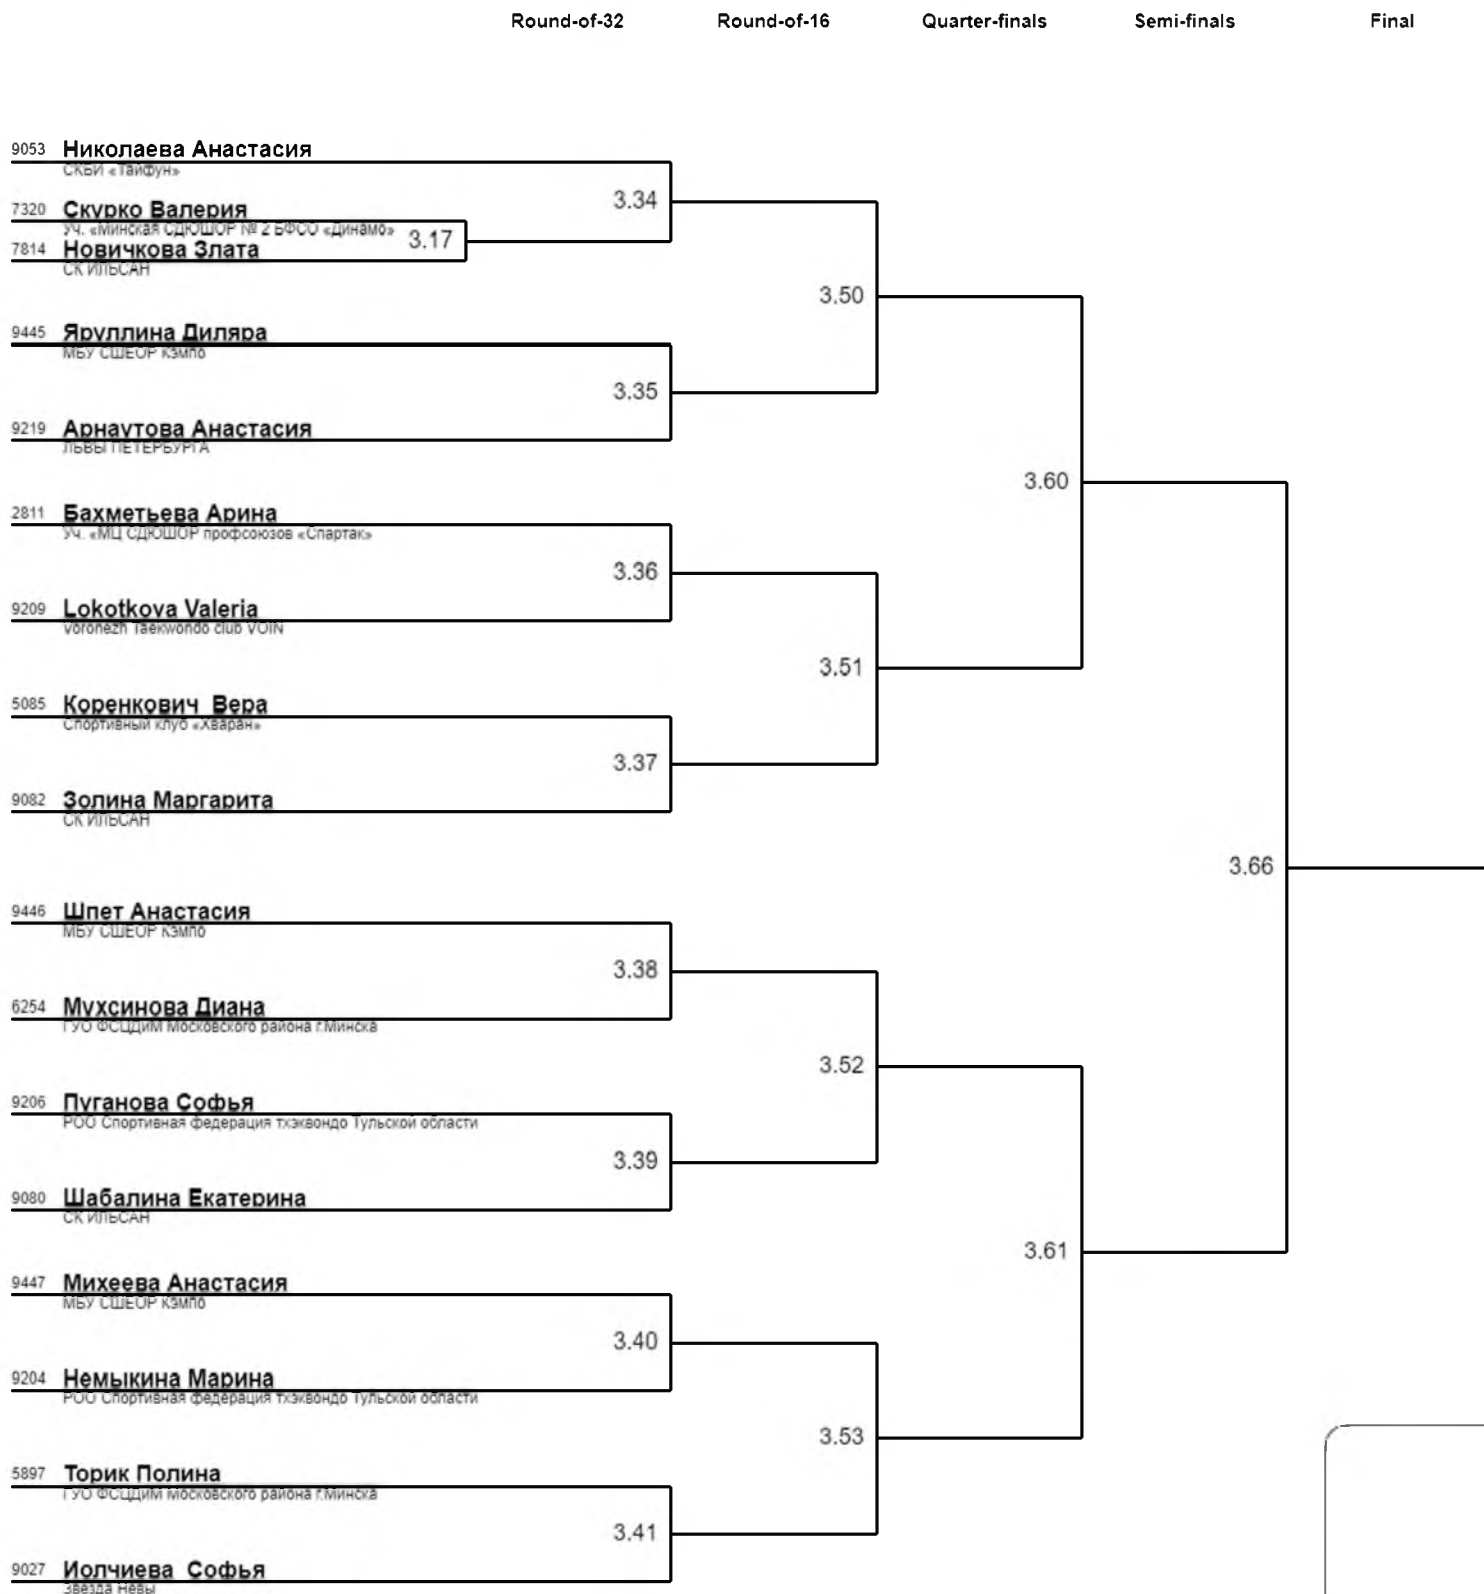 Round-of-32 Round-of-16 Quarter-finals Semi-finals Final
9053 Николаева Анастасия
СКБИ «Тайфун»
3.34
7320 Скурко Валерия
Уч. «Минская СДЮШОР № 2 БФСО «Динамо»
3.17
7814 Новичкова Злата
СК ИЛЬСАН
3.50
9445 Яруллина Диляра
МБУ СШЕОР Кэмпо
3.35
9219 Арнаутова Анастасия
ЛЬВЫ ПЕТЕРБУРГА
3.60
2811 Бахметьева Арина
Уч. «МЦ СДЮШОР профсоюзов «Спартак»
3.36
9209 Lokotkova Valeria
Voronezh Taekwondo club VOIN
3.51
5085 Коренкович Вера
Спортивный клуб «Хваран»
3.37
9082 Золина Маргарита
СК ИЛЬСАН
3.66
9446 Шпет Анастасия
МБУ СШЕОР Кэмпо
3.38
6254 Мухсинова Диана
ГУО ФСЦДиМ Московского района г.Минска
3.52
9206 Пуганова Софья
РОО Спортивная федерация тхэквондо Тульской области
3.39
9080 Шабалина Екатерина
СК ИЛЬСАН
3.61
9447 Михеева Анастасия
МБУ СШЕОР Кэмпо
3.40
9204 Немыкина Марина
РОО Спортивная федерация тхэквондо Тульской области
3.53
5897 Торик Полина
ГУО ФСЦДиМ Московского района г.Минска
3.41
9027 Иолчиева Софья
Звезда Невы